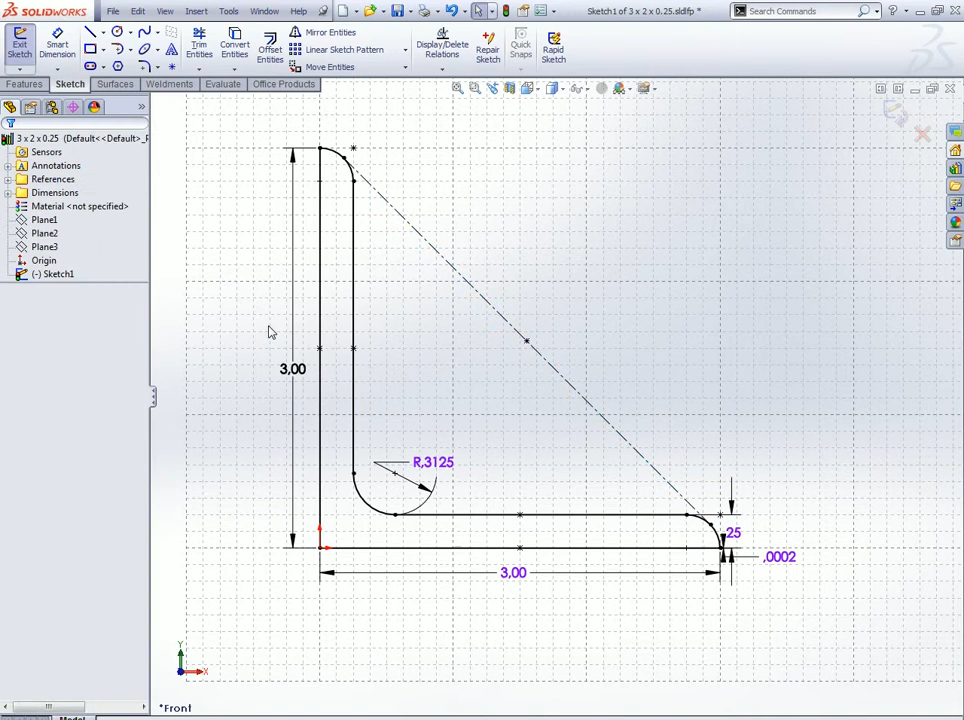 SOLIDWORKS
File Edit View Insert Tools Window Help
Sketch1 of 3 x 2 x 0.25.sldlfp *
Search Commands
Exit Sketch
Smart Dimension
Trim Entities
Convert Entities
Offset Entities
Mirror Entities
Linear Sketch Pattern
Move Entities
Display/Delete Relations
Repair Sketch
Quick Snaps
Rapid Sketch
Features Sketch Surfaces Weldments Evaluate Office Products
3 x 2 x 0.25 (Default<<Default>_
Sensors
Annotations
References
Dimensions
Material <not specified>
Plane1
Plane2
Plane3
Origin
(-) Sketch1
3,00
R,3125
25
,0002
3,00
Y
X
*Front
Model